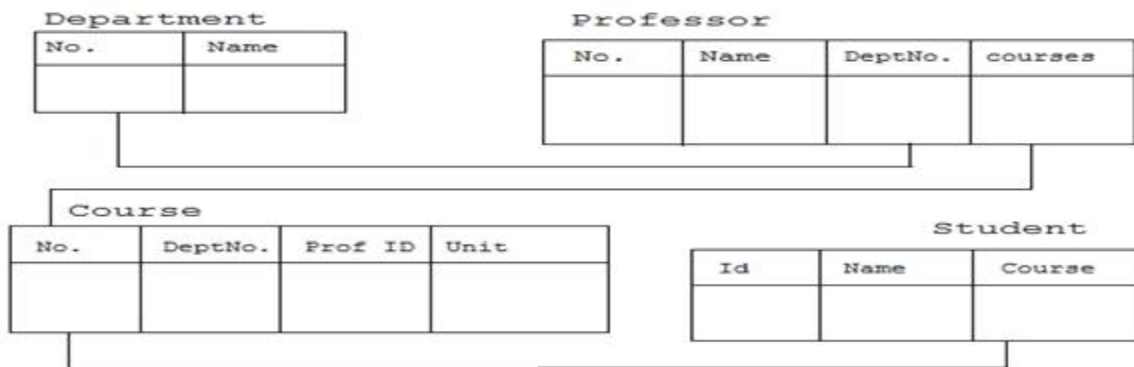 Department
No. Name
Professor
No. Name DeptNo. courses
Course
No. DeptNo. Prof ID Unit
Student
Id Name Course